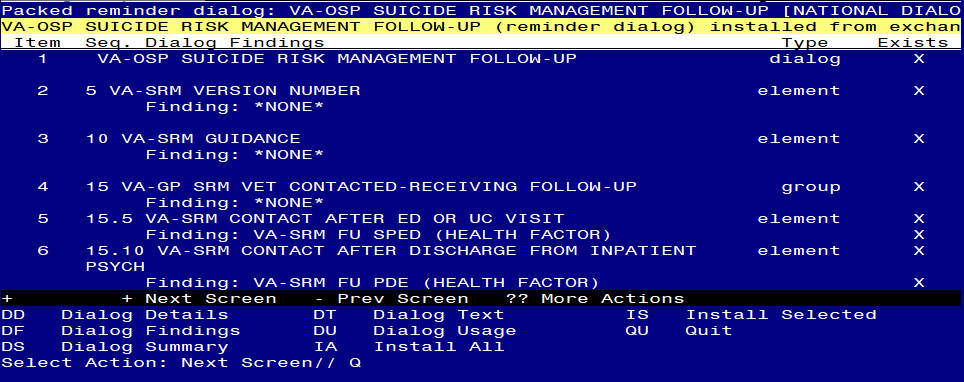 Packed reminder dialog: VA-OSP SUICIDE RISK MANAGEMENT FOLLOW-UP [NATIONAL DIALO
VA-OSP SUICIDE RISK MANAGEMENT FOLLOW-UP (reminder dialog) installed from exchan
Item  Seq. Dialog Findings  Type  Exists
1  VA-OSP SUICIDE RISK MANAGEMENT FOLLOW-UP  dialog  X
2  5 VA-SRM VERSION NUMBER  element  X
Finding: *NONE*
3  10 VA-SRM GUIDANCE  element  X
Finding: *NONE*
4  15 VA-GP SRM VET CONTACTED-RECEIVING FOLLOW-UP  group  X
Finding: *NONE*
5  15.5 VA-SRM CONTACT AFTER ED OR UC VISIT  element  X
Finding: VA-SRM FU SPED (HEALTH FACTOR)  X
6  15.10 VA-SRM CONTACT AFTER DISCHARGE FROM INPATIENT  element  X
PSYCH
Finding: VA-SRM FU PDE (HEALTH FACTOR)  X
+  + Next Screen  - Prev Screen  ?? More Actions
DD  Dialog Details  DT  Dialog Text  IS  Install Selected
DF  Dialog Findings  DU  Dialog Usage  QU  Quit
DS  Dialog Summary  IA  Install All
Select Action: Next Screen// Q